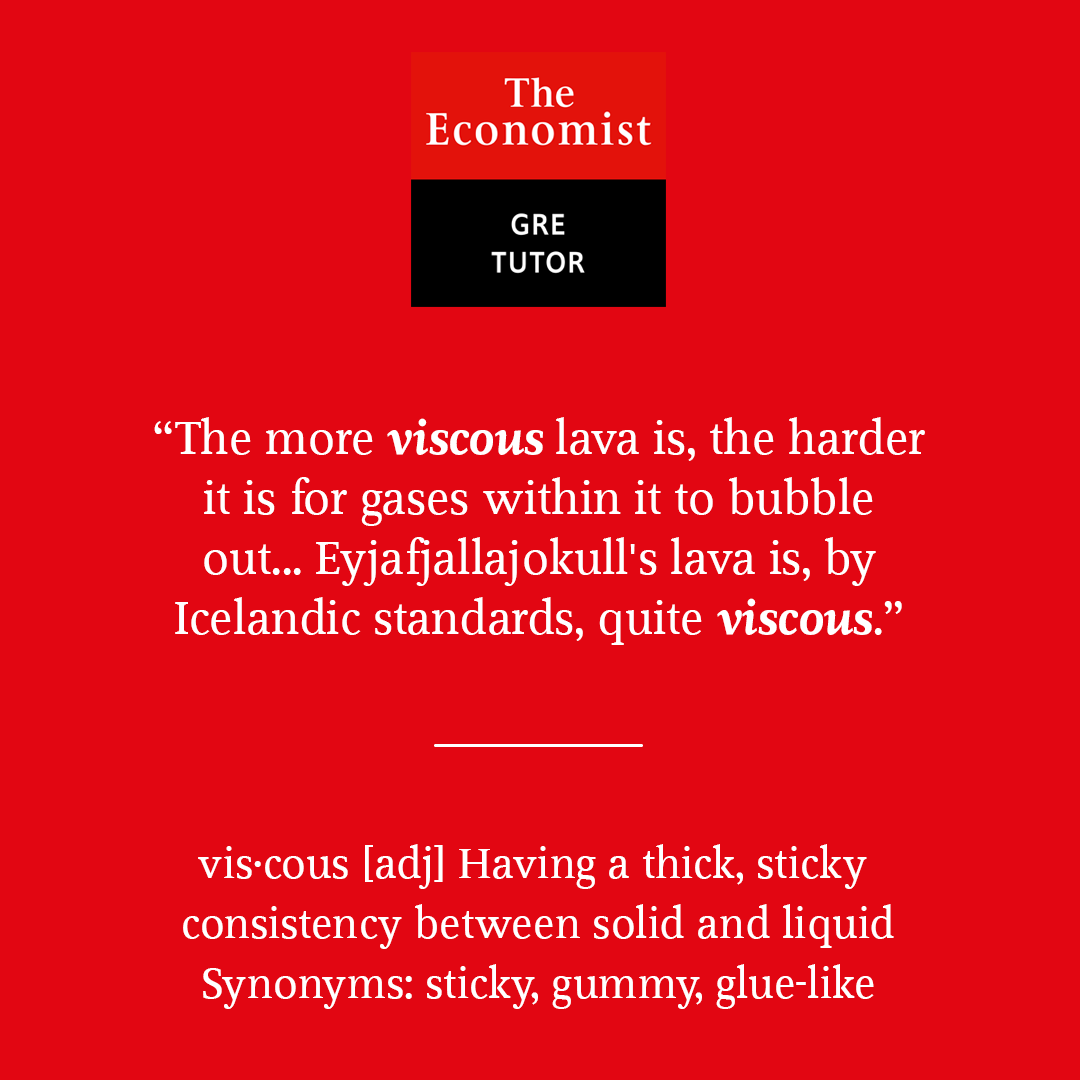 The
Economist
GRE
TUTOR
“The more viscous lava is, the harder
it is for gases within it to bubble
out... Eyjafjallajokull's lava is, by
Icelandic standards, quite viscous.”
vis·cous [adj] Having a thick, sticky
consistency between solid and liquid
Synonyms: sticky, gummy, glue-like